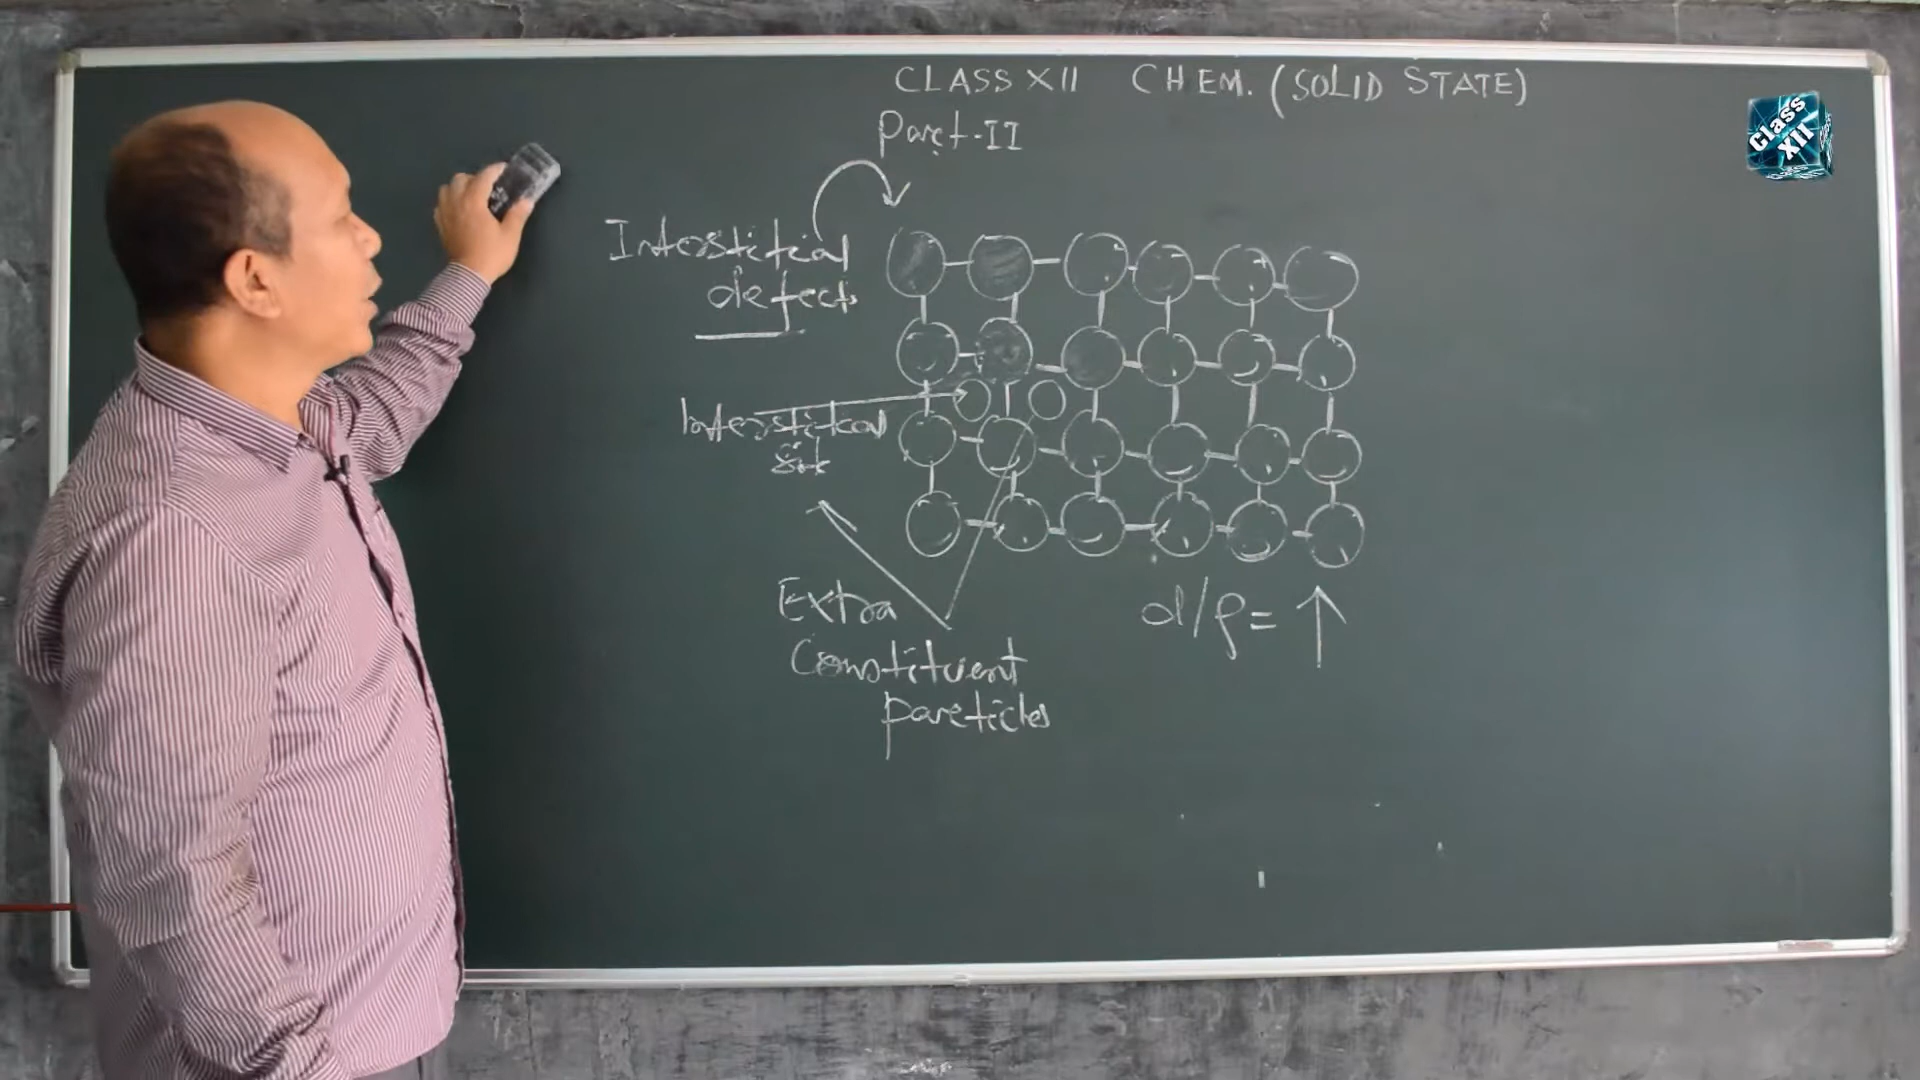 CLASS XII CHEM. (SOLID STATE)
Part-II
Class
XII
Interstitial
defects
Interstitial
site
Extra
Constituent
particles
d/ρ= ↑